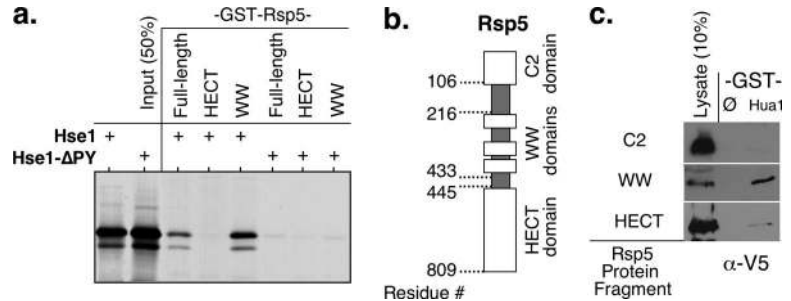 a.
-GST-Rsp5-
Input (50%)
Full-length
HECT
WW
Full-length
HECT
WW
Hse1 + + + +
Hse1-ΔPY + + + +
b.
Rsp5
106
216
433
445
809
Residue #
C2
domain
WW
domains
HECT
domain
c.
Lysate (10%)
-GST-
Ø Hua1
C2
WW
HECT
Rsp5
Protein
Fragment
α-V5